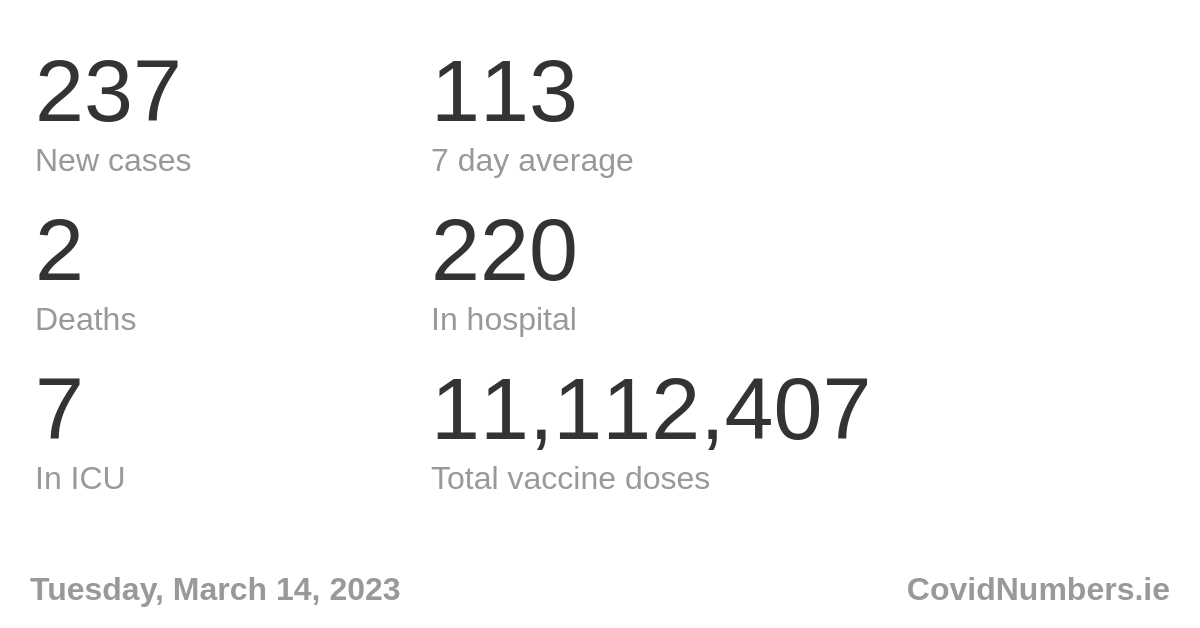 237 113
New cases 7 day average
2 220
Deaths In hospital
7 11,112,407
In ICU Total vaccine doses
Tuesday, March 14, 2023 CovidNumbers.ie